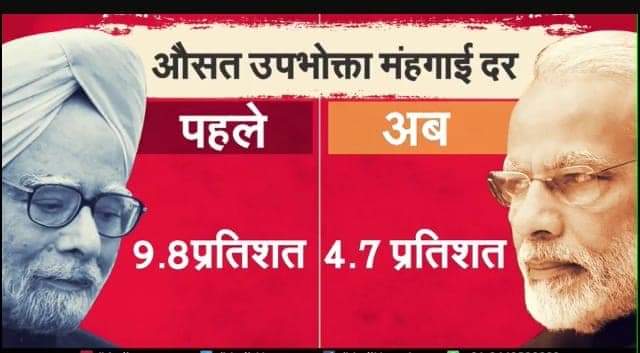 औसत उपभोक्ता मंहगाई दर
पहले
अब
9.8प्रतिशत
4.7 प्रतिशत